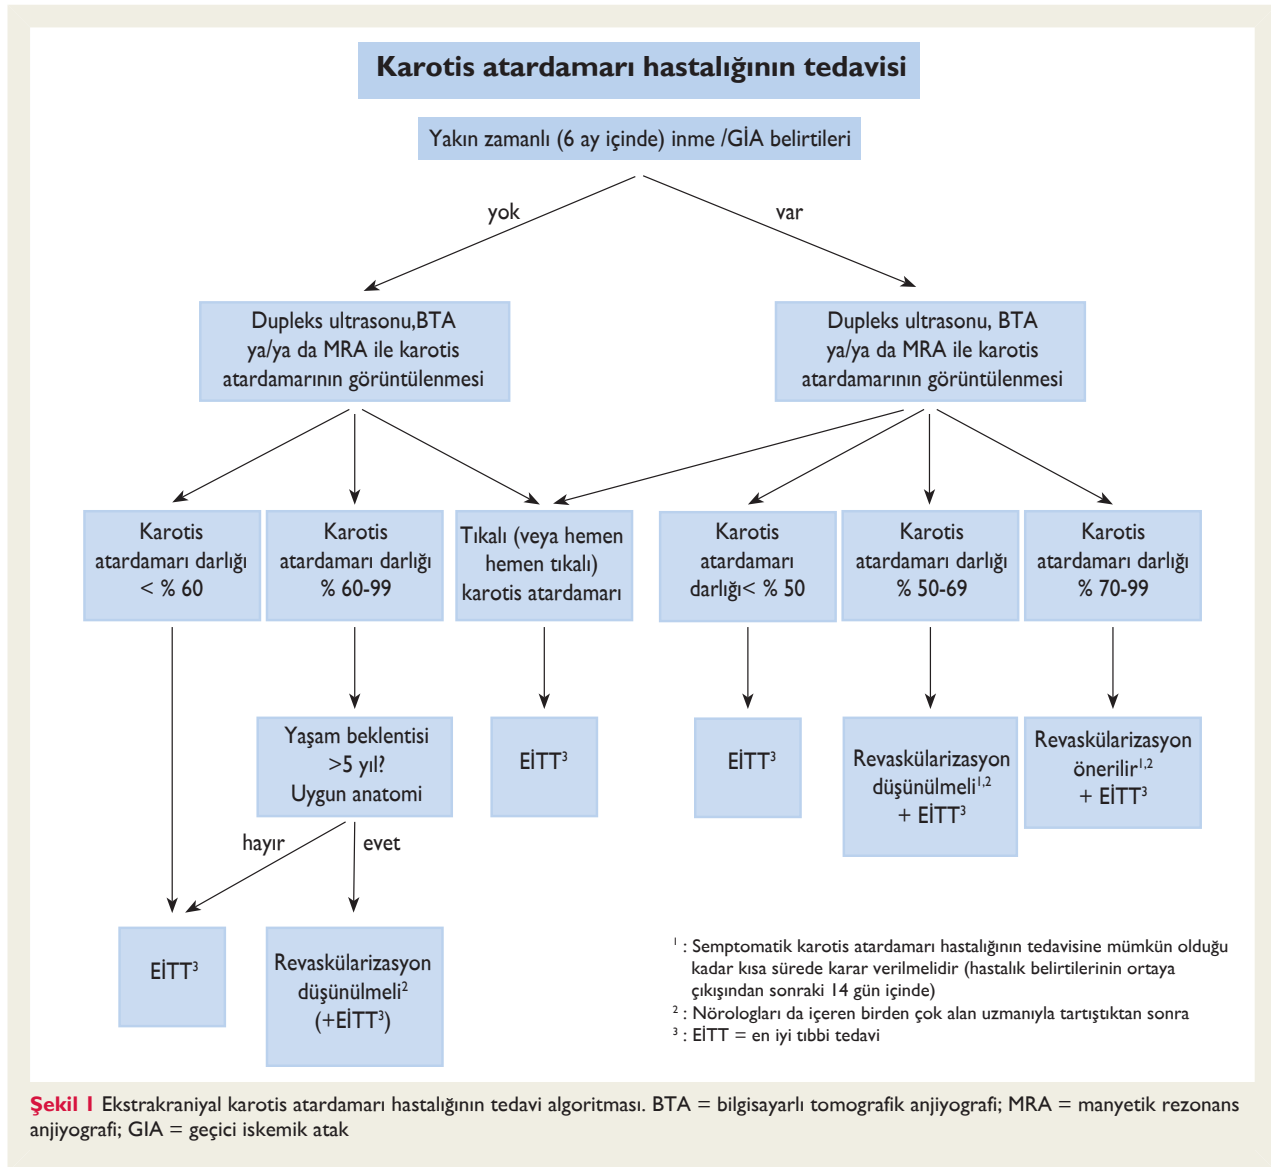 Karotis atardamarı hastalığının tedavisi
Yakın zamanlı (6 ay içinde) inme /GİA belirtileri
yok
var
Dupleks ultrasonu,BTA
ya/ya da MRA ile karotis
atardamarının görüntülenmesi
Dupleks ultrasonu, BTA
ya/ya da MRA ile karotis
atardamarının görüntülenmesi
Karotis
atardamarı darlığı
< % 60
Karotis
atardamarı darlığı
% 60-99
Tıkalı (veya hemen
hemen tıkalı)
karotis atardamarı
Karotis
atardamarı
darlığı< % 50
Karotis
atardamarı darlığı
% 50-69
Karotis
atardamarı darlığı
% 70-99
Yaşam beklentisi
>5 yıl?
Uygun anatomi
EİTT³
EİTT³
Revaskülarizasyon
düşünülmeli¹,²
+ EİTT³
Revaskülarizasyon
önerilir¹,²
+ EİTT³
hayır
evet
EİTT³
Revaskülarizasyon
düşünülmeli²
(+EİTT³)
¹ : Semptomatik karotis atardamarı hastalığının tedavisine mümkün olduğu
kadar kısa sürede karar verilmelidir (hastalık belirtilerinin ortaya
çıkışından sonraki 14 gün içinde)
² : Nörologları da içeren birden çok alan uzmanıyla tartıştıktan sonra
³ : EİTT = en iyi tıbbi tedavi
Şekil 1 Ekstrakraniyal karotis atardamarı hastalığının tedavi algoritması. BTA = bilgisayarlı tomografik anjiyografi; MRA = manyetik rezonans
anjiyografi; GIA = geçici iskemik atak